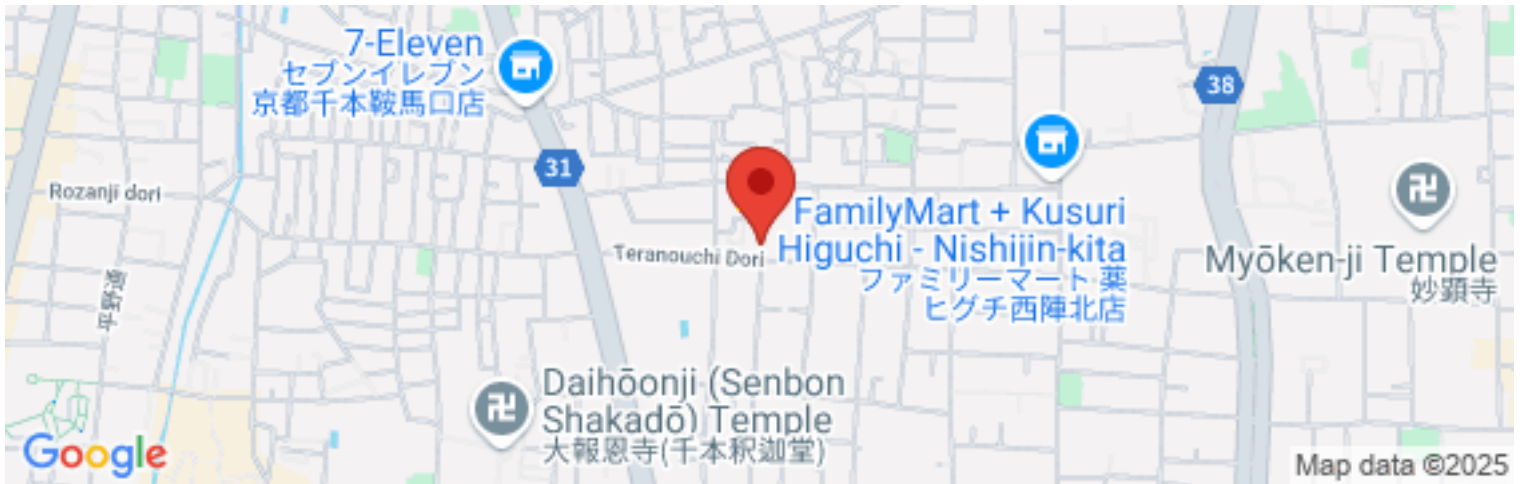 7-Eleven
セブンイレブン
京都千本鞍馬口店
38
31
Rozanji dori
FamilyMart + Kusuri
Higuchi - Nishijin-kita
ファミリーマート 薬
ヒグチ西陣北店
Teranouchi Dori
Myōken-ji Temple
妙顕寺
平野通
Daihōonji (Senbon
Shakadō) Temple
大報恩寺(千本釈迦堂)
Google
Map data ©2025